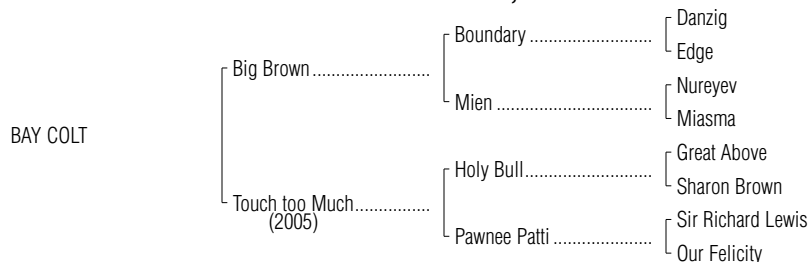 Danzig
Boundary ......................
Edge
Big Brown .........................
Nureyev
Mien ............................
Miasma
BAY COLT
Great Above
Holy Bull .....................
Sharon Brown
Touch too Much .................
(2005)
Sir Richard Lewis
Pawnee Patti .................
Our Felicity